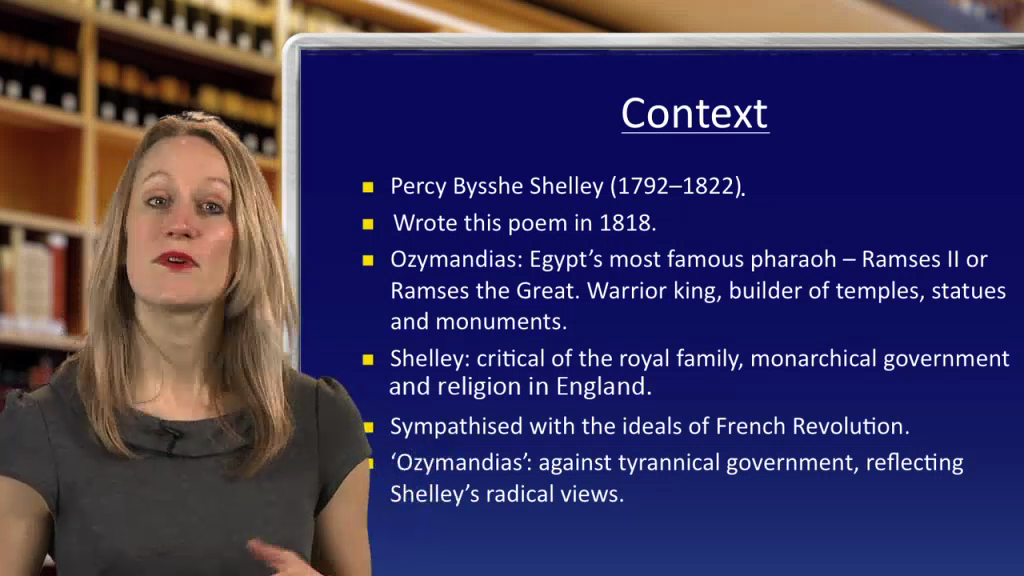 Context
Percy Bysshe Shelley (1792–1822).
Wrote this poem in 1818.
Ozymandias: Egypt’s most famous pharaoh – Ramses II or
Ramses the Great. Warrior king, builder of temples, statues
and monuments.
Shelley: critical of the royal family, monarchical government
and religion in England.
Sympathised with the ideals of French Revolution.
‘Ozymandias’: against tyrannical government, reflecting
Shelley’s radical views.